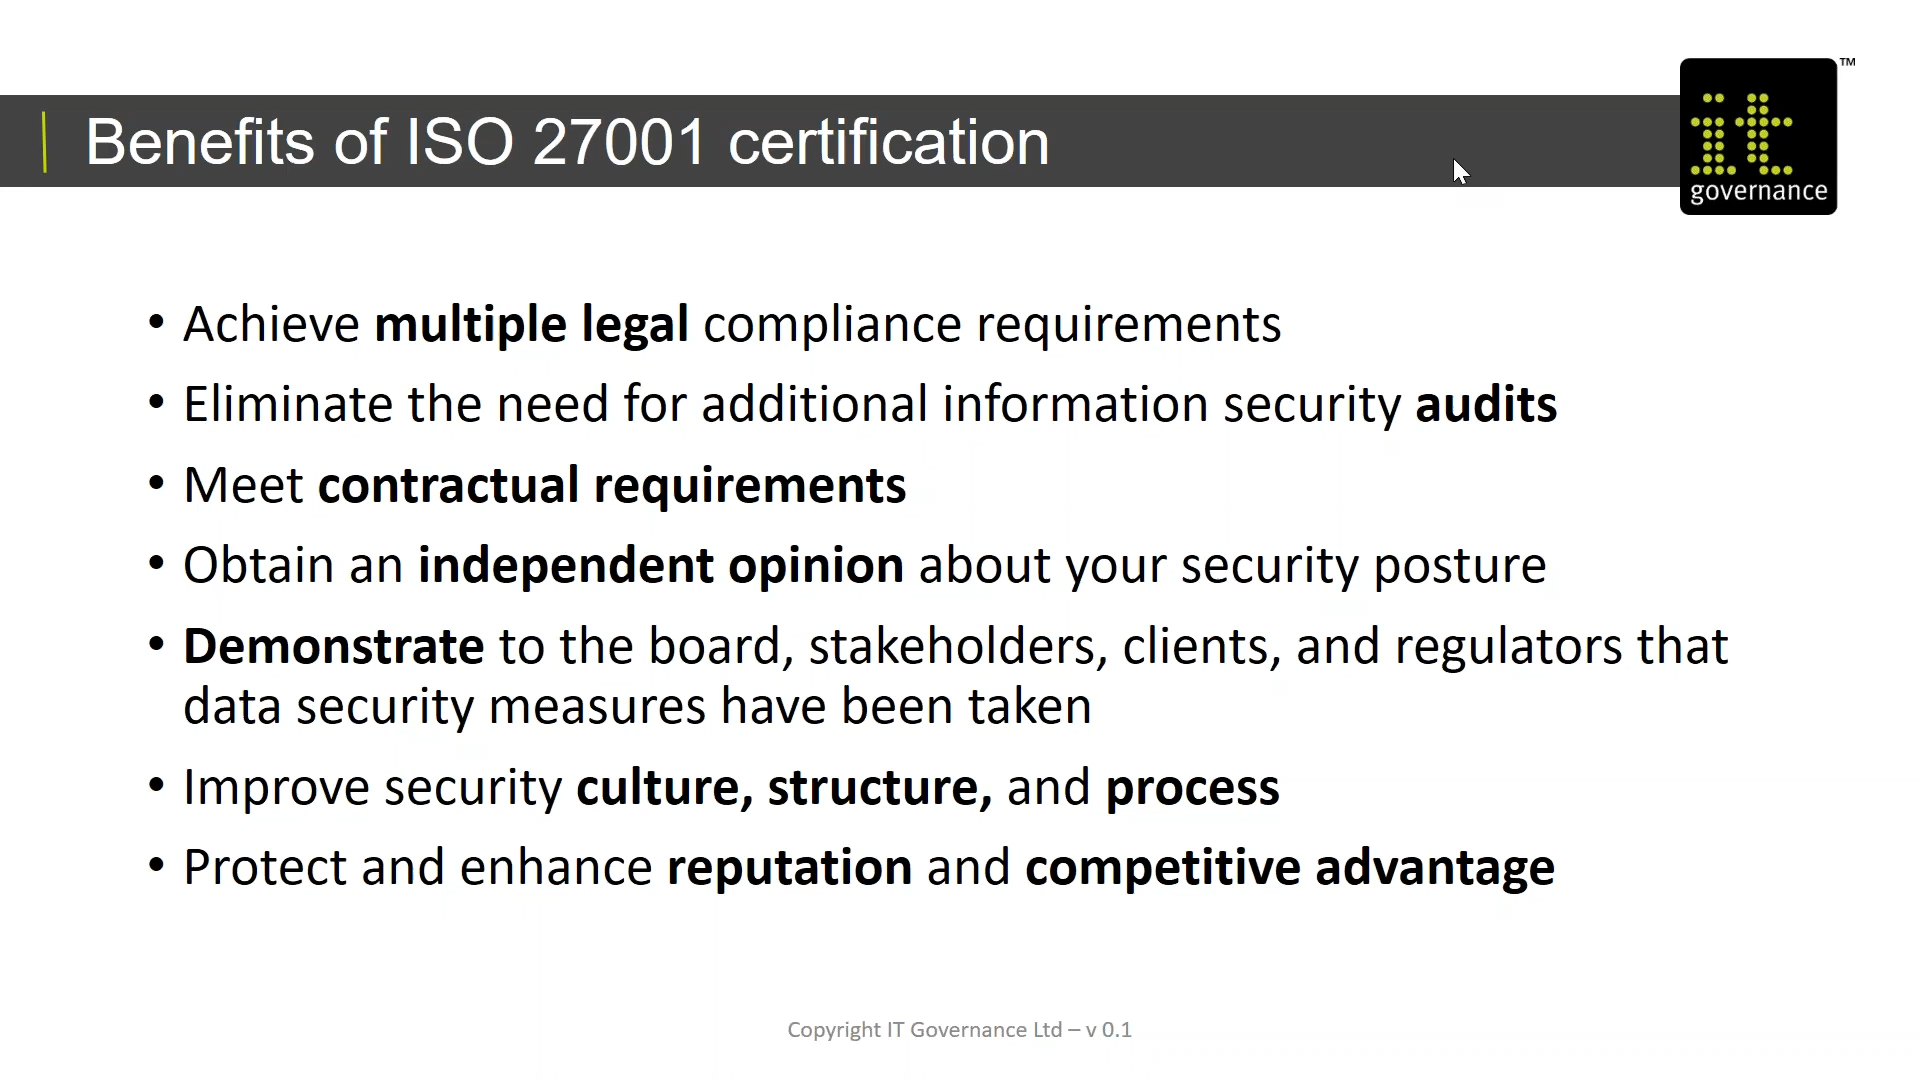 Benefits of ISO 27001 certification
it
governance
TM
• Achieve multiple legal compliance requirements
• Eliminate the need for additional information security audits
• Meet contractual requirements
• Obtain an independent opinion about your security posture
• Demonstrate to the board, stakeholders, clients, and regulators that
data security measures have been taken
• Improve security culture, structure, and process
• Protect and enhance reputation and competitive advantage
Copyright IT Governance Ltd – v 0.1